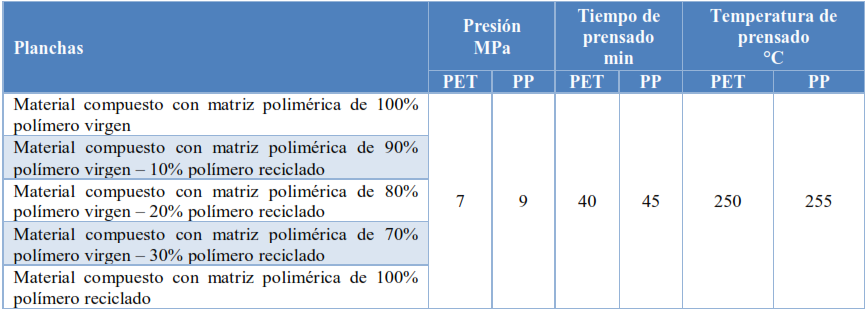 Planchas
Presión
MPa
Tiempo de
prensado
min
Temperatura de
prensado
°C
PET PP PET PP PET PP
Material compuesto con matriz polimérica de 100%
polímero virgen
Material compuesto con matriz polimérica de 90%
polímero virgen – 10% polímero reciclado
Material compuesto con matriz polimérica de 80%
polímero virgen – 20% polímero reciclado
Material compuesto con matriz polimérica de 70%
polímero virgen – 30% polímero reciclado
Material compuesto con matriz polimérica de 100%
polímero reciclado
7 9 40 45 250 255